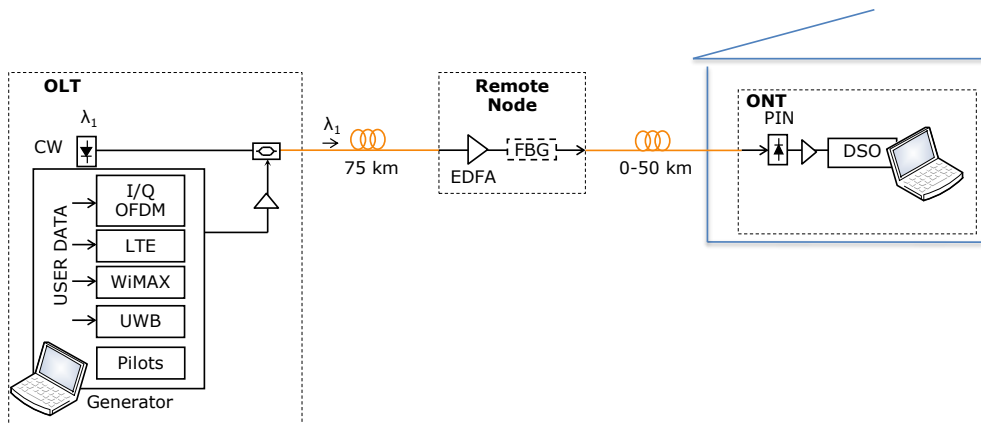 OLT
λ1
CW
I/Q
OFDM
LTE
WiMAX
UWB
Pilots
USER DATA
Generator
λ1
75 km
Remote
Node
EDFA
FBG
0-50 km
ONT
PIN
DSO